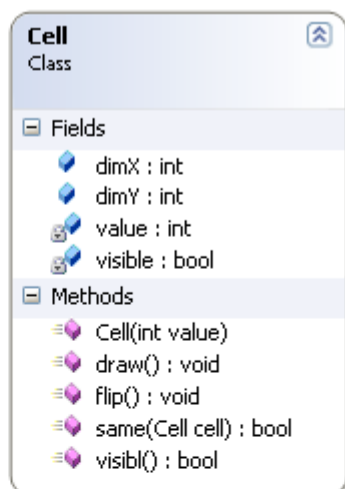 Cell
Class
Fields
dimX : int
dimY : int
value : int
visible : bool
Methods
Cell(int value)
draw() : void
flip() : void
same(Cell cell) : bool
visibl() : bool